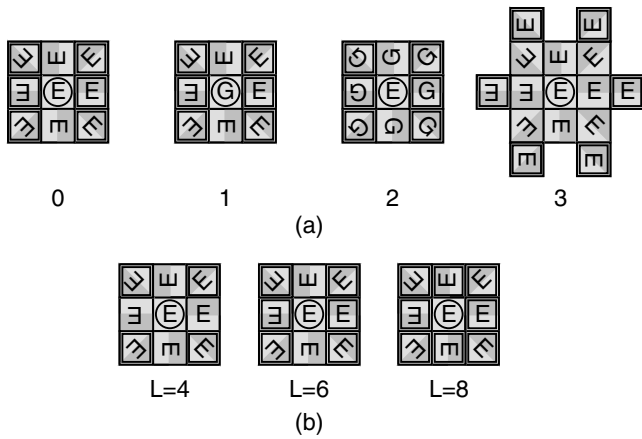 E E
E E E E E E G G G E E E
E E E E G E G E G E E E E E
E E E E E E G G G E E E
E E
0 1 2 3
(a)
E E E E E E E E E
E E E E E E E E E
E E E E E E E E E
L=4 L=6 L=8
(b)